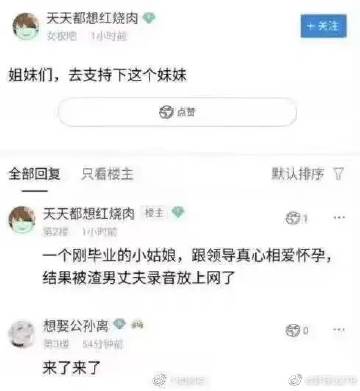 天天都想红烧肉
女权吧 1小时前
+ 关注
姐妹们，去支持下这个妹妹
点赞
全部回复 只看楼主 默认排序
天天都想红烧肉 楼主 1
第2楼 1小时前
一个刚毕业的小姑娘，跟领导真心相爱怀孕，
结果被渣男丈夫录音放上网了
想娶公孙离 0
第3楼 54分钟前
来了来了